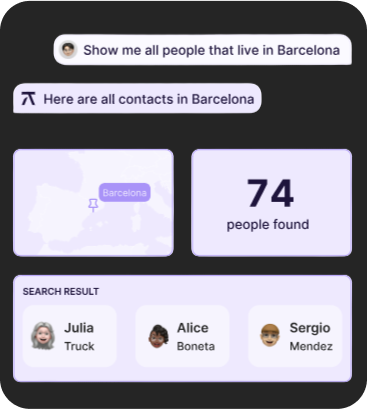 Show me all people that live in Barcelona
Here are all contacts in Barcelona
Barcelona
74
people found
SEARCH RESULT
Julia
Truck
Alice
Boneta
Sergio
Mendez